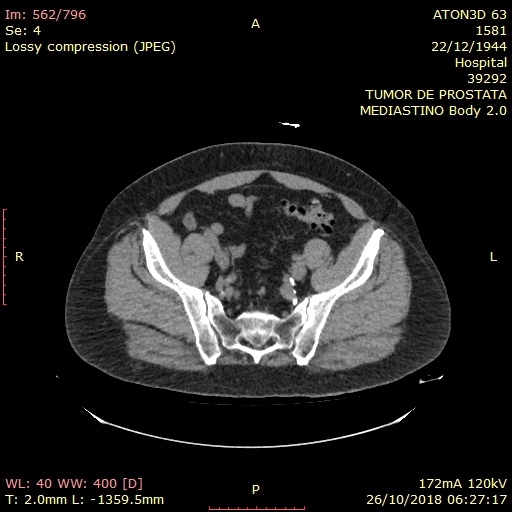 Im: 562/796
Se: 4
Lossy compression (JPEG)
A
ATON3D 63
1581
22/12/1944
Hospital
39292
TUMOR DE PROSTATA
MEDIASTINO Body 2.0
R
L
WL: 40 WW: 400 [D]
T: 2.0mm L: -1359.5mm
P
172mA 120kV
26/10/2018 06:27:17